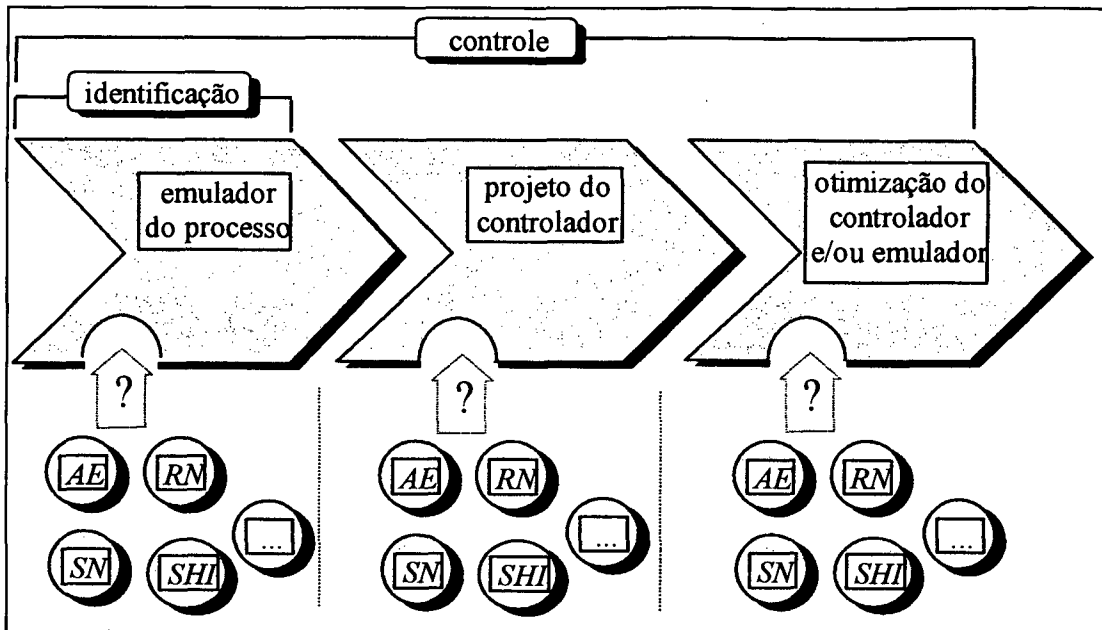 controle
identificação
emulador
do processo
projeto do
controlador
otimização do
controlador
e/ou emulador
?
?
?
AE
RN
...
SN
SHI
AE
RN
...
SN
SHI
AE
RN
...
SN
SHI